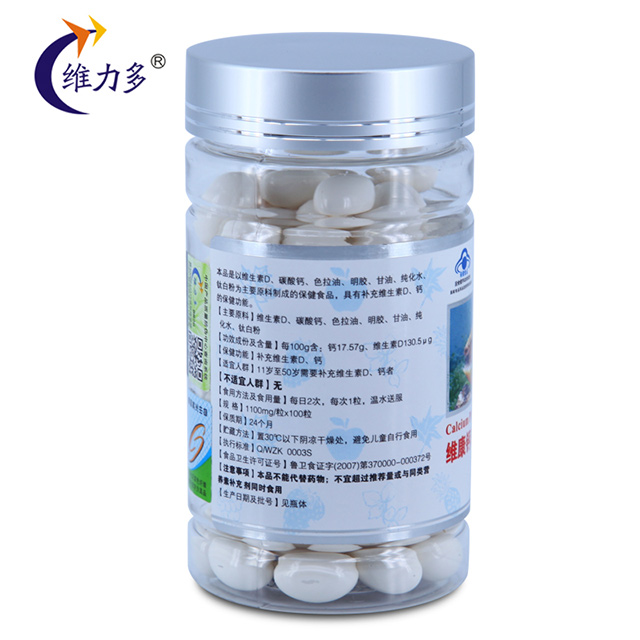 维力多®
本品是以维生素D、碳酸钙、色拉油、明胶、甘油、纯化水、
钛白粉为主要原料制成的保健食品，具有补充维生素D、钙
的保健功能。
【主要原料】维生素D、碳酸钙、色拉油、明胶、甘油、纯
化水、钛白粉
【功效成份及含量】每100g含：钙17.57g、维生素D130.5μg
【保健功能】补充维生素D、钙
【适宜人群】11岁至50岁需要补充维生素D、钙者
【不适宜人群】无
【食用方法及食用量】每日2次，每次1粒，温水送服
【规 格】1100mg/粒×100粒
【保质期】24个月
【贮藏方法】置30℃以下阴凉干燥处，避免儿童自行食用
【执行标准】Q/WZK 0003S
【食品卫生许可证号】鲁卫食证字(2007)第370000-000372号
【注意事项】本品不能代替药物；不宜超过推荐量或与同类营
养素补充剂同时食用
【生产日期及批号】见瓶体
Calcium
维康